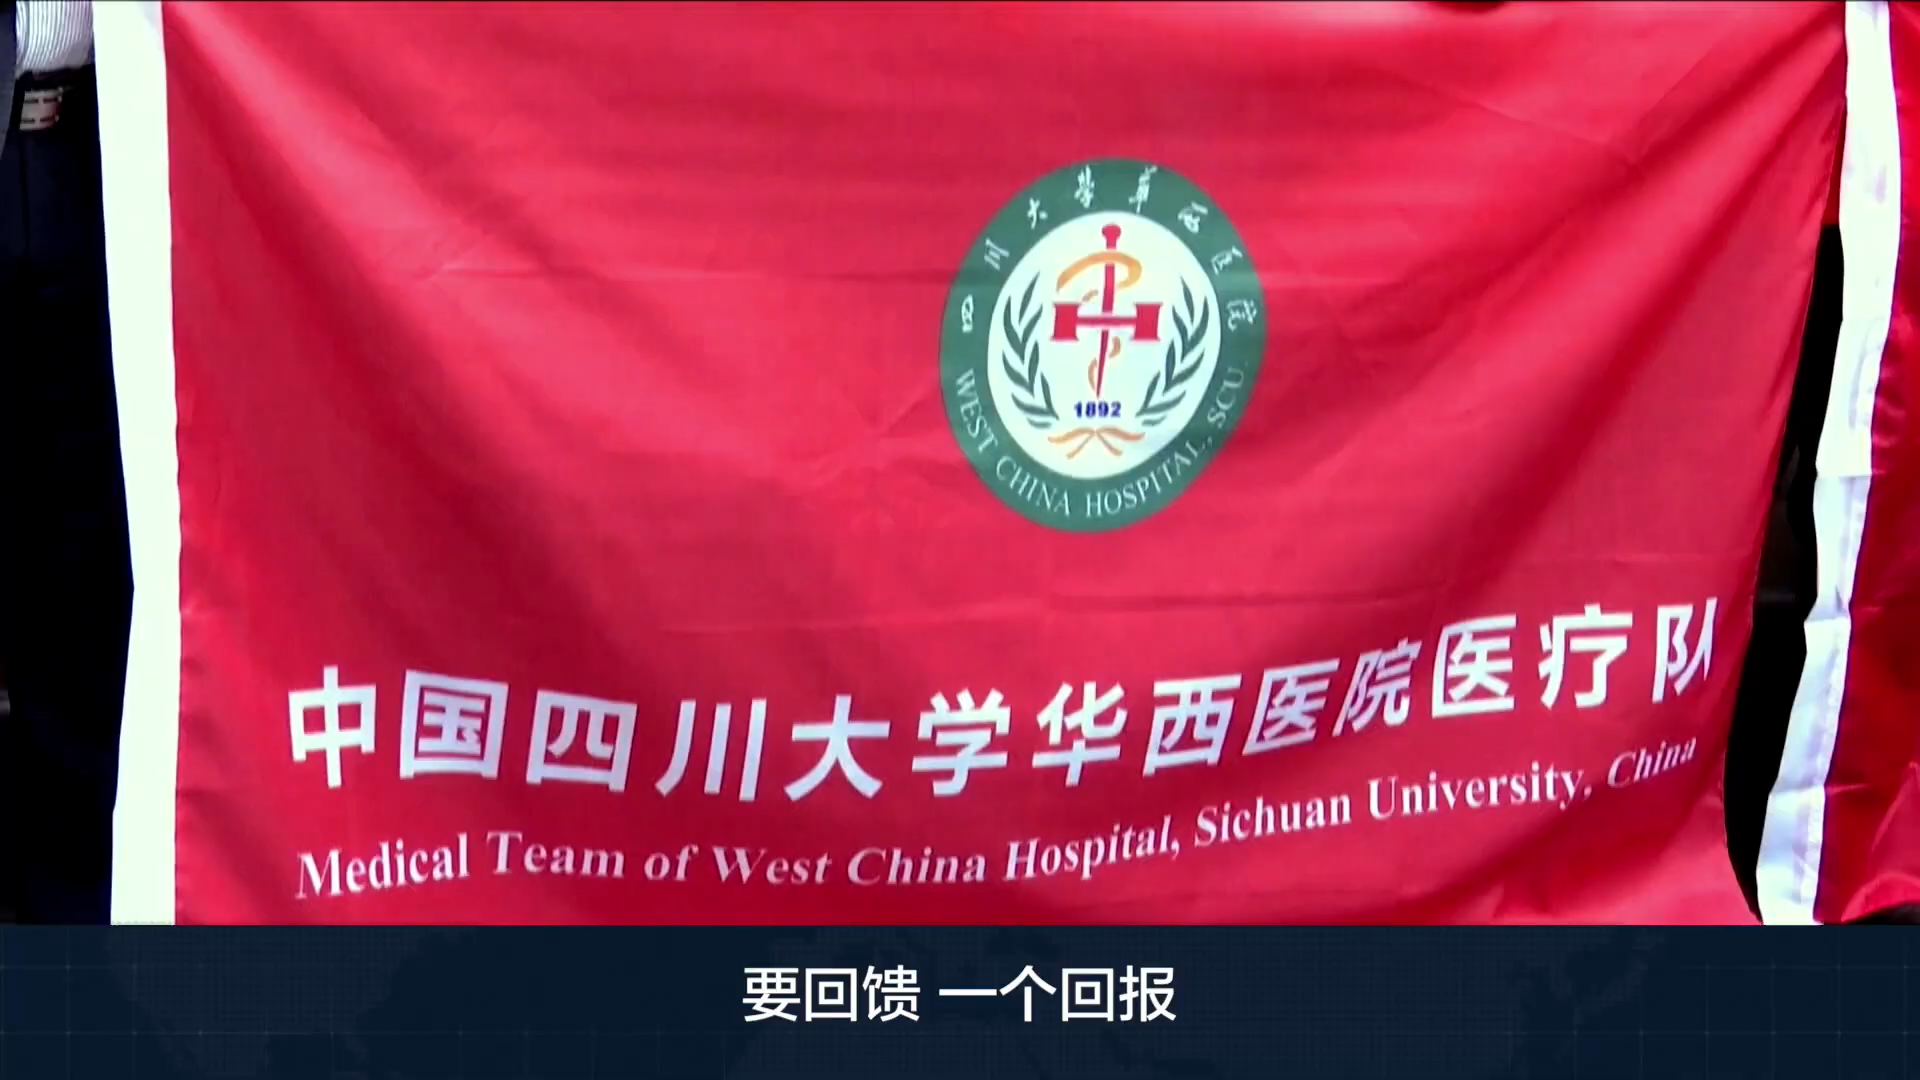 四川大学华西医院
1892
WEST CHINA HOSPITAL, SCU.
中国四川大学华西医院医疗队
Medical Team of West China Hospital, Sichuan University, China
要回馈 一个回报